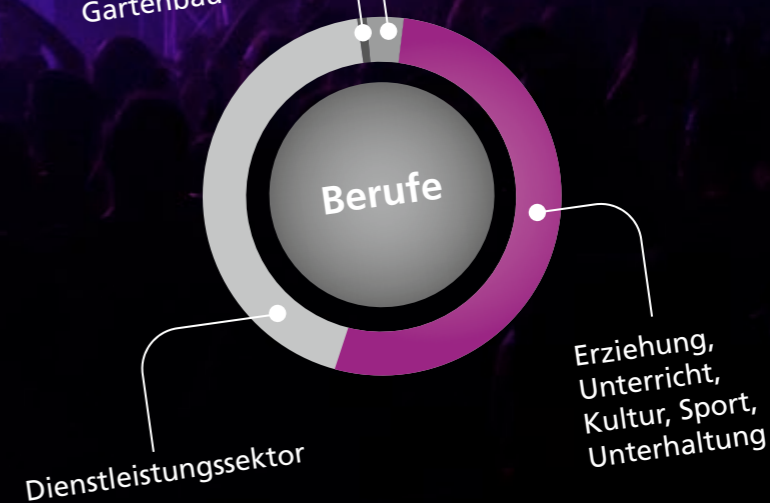 Gartenbau
Berufe
Erziehung,
Unterricht,
Kultur, Sport,
Unterhaltung
Dienstleistungssektor